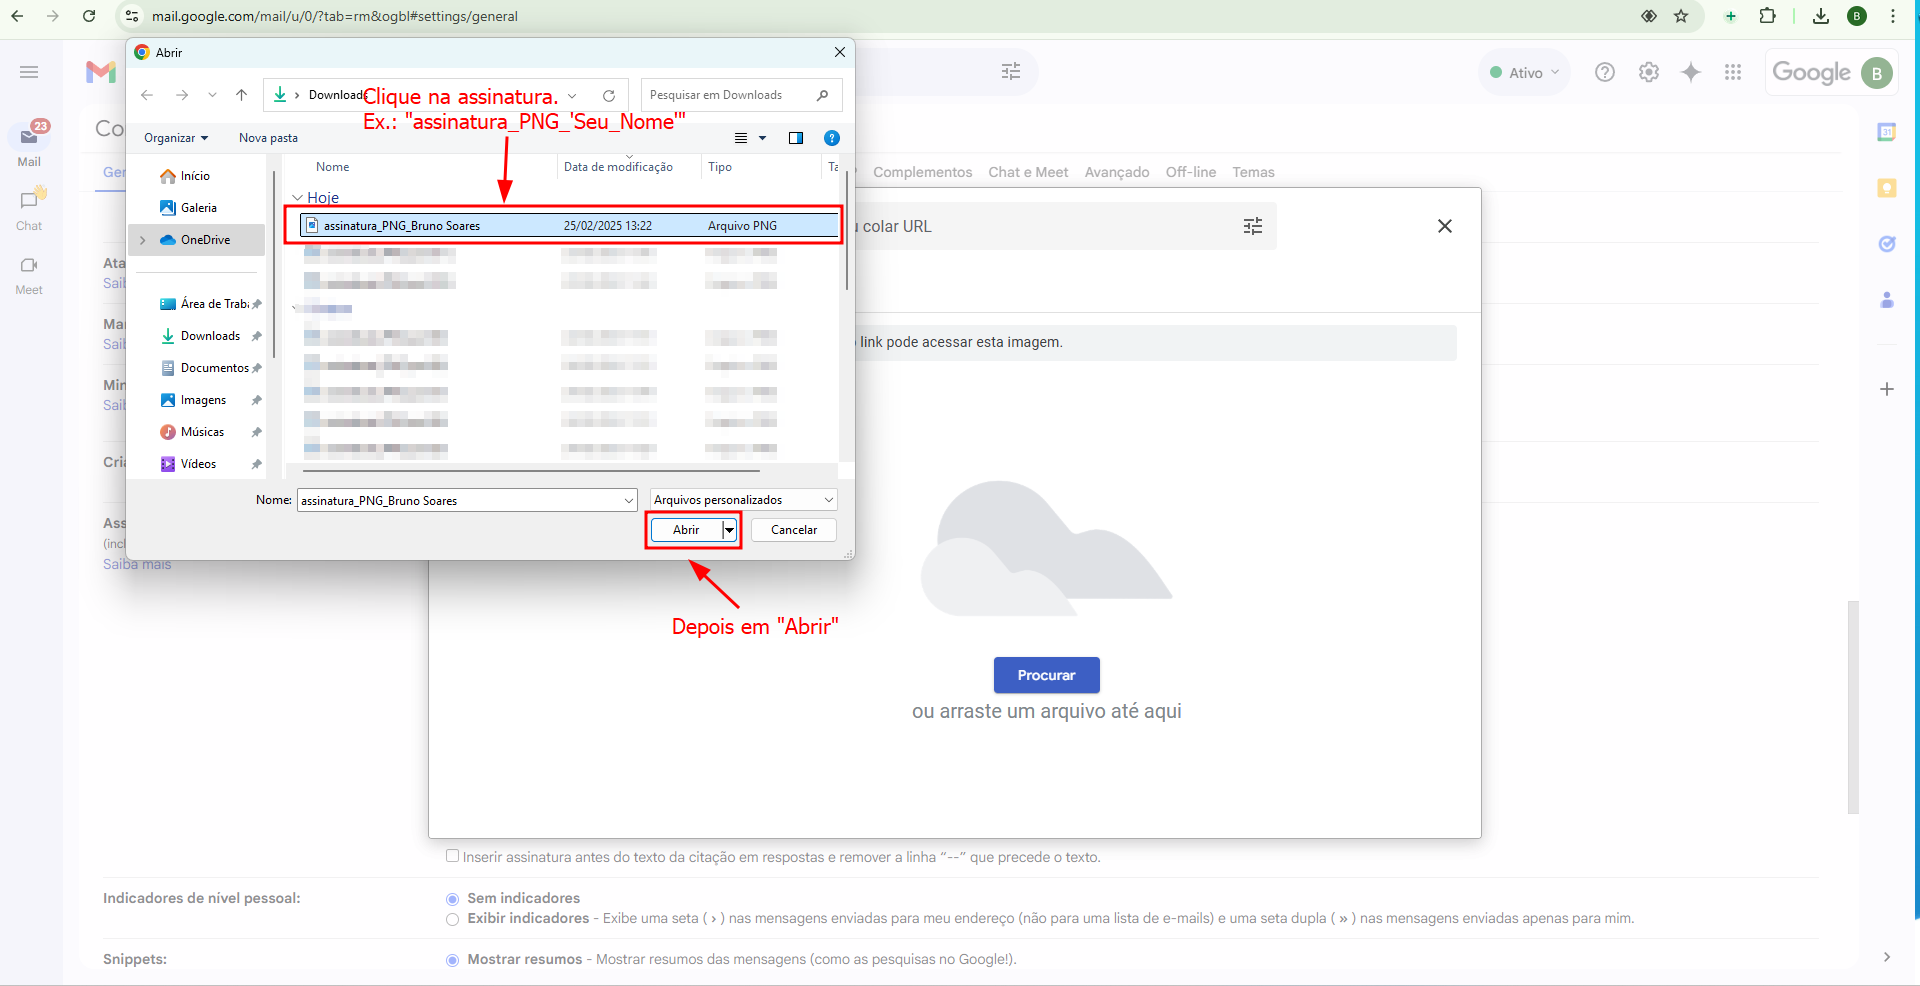 mail.google.com/mail/u/0/?tab=rm&ogbl#settings/general
B
Abrir
Downloads
Pesquisar em Downloads
Clique na assinatura.
Ex.: "assinatura_PNG_'Seu_Nome'"
Organizar
Nova pasta
Nome
Data de modificação
Tipo
Ta
Início
Galeria
OneDrive
Área de Trab
Downloads
Documentos
Imagens
Músicas
Vídeos
Hoje
assinatura_PNG_Bruno Soares 25/02/2025 13:22 Arquivo PNG
Nome: assinatura_PNG_Bruno Soares
Arquivos personalizados
Abrir
Cancelar
Depois em "Abrir"
Ativo
Google
B
23
Mail
Chat
Meet
31
Co
Ger
Complementos
Chat e Meet
Avançado
Off-line
Temas
colar URL
link pode acessar esta imagem.
Procurar
ou arraste um arquivo até aqui
Ata
Saib
Mar
Saib
Min
Saib
Cria
Ass
(incl
Saiba mais
Inserir assinatura antes do texto da citação em respostas e remover a linha “--” que precede o texto.
Indicadores de nível pessoal:
Sem indicadores
Exibir indicadores - Exibe uma seta ( › ) nas mensagens enviadas para meu endereço (não para uma lista de e-mails) e uma seta dupla ( » ) nas mensagens enviadas apenas para mim.
Snippets:
Mostrar resumos - Mostrar resumos das mensagens (como as pesquisas no Google!).